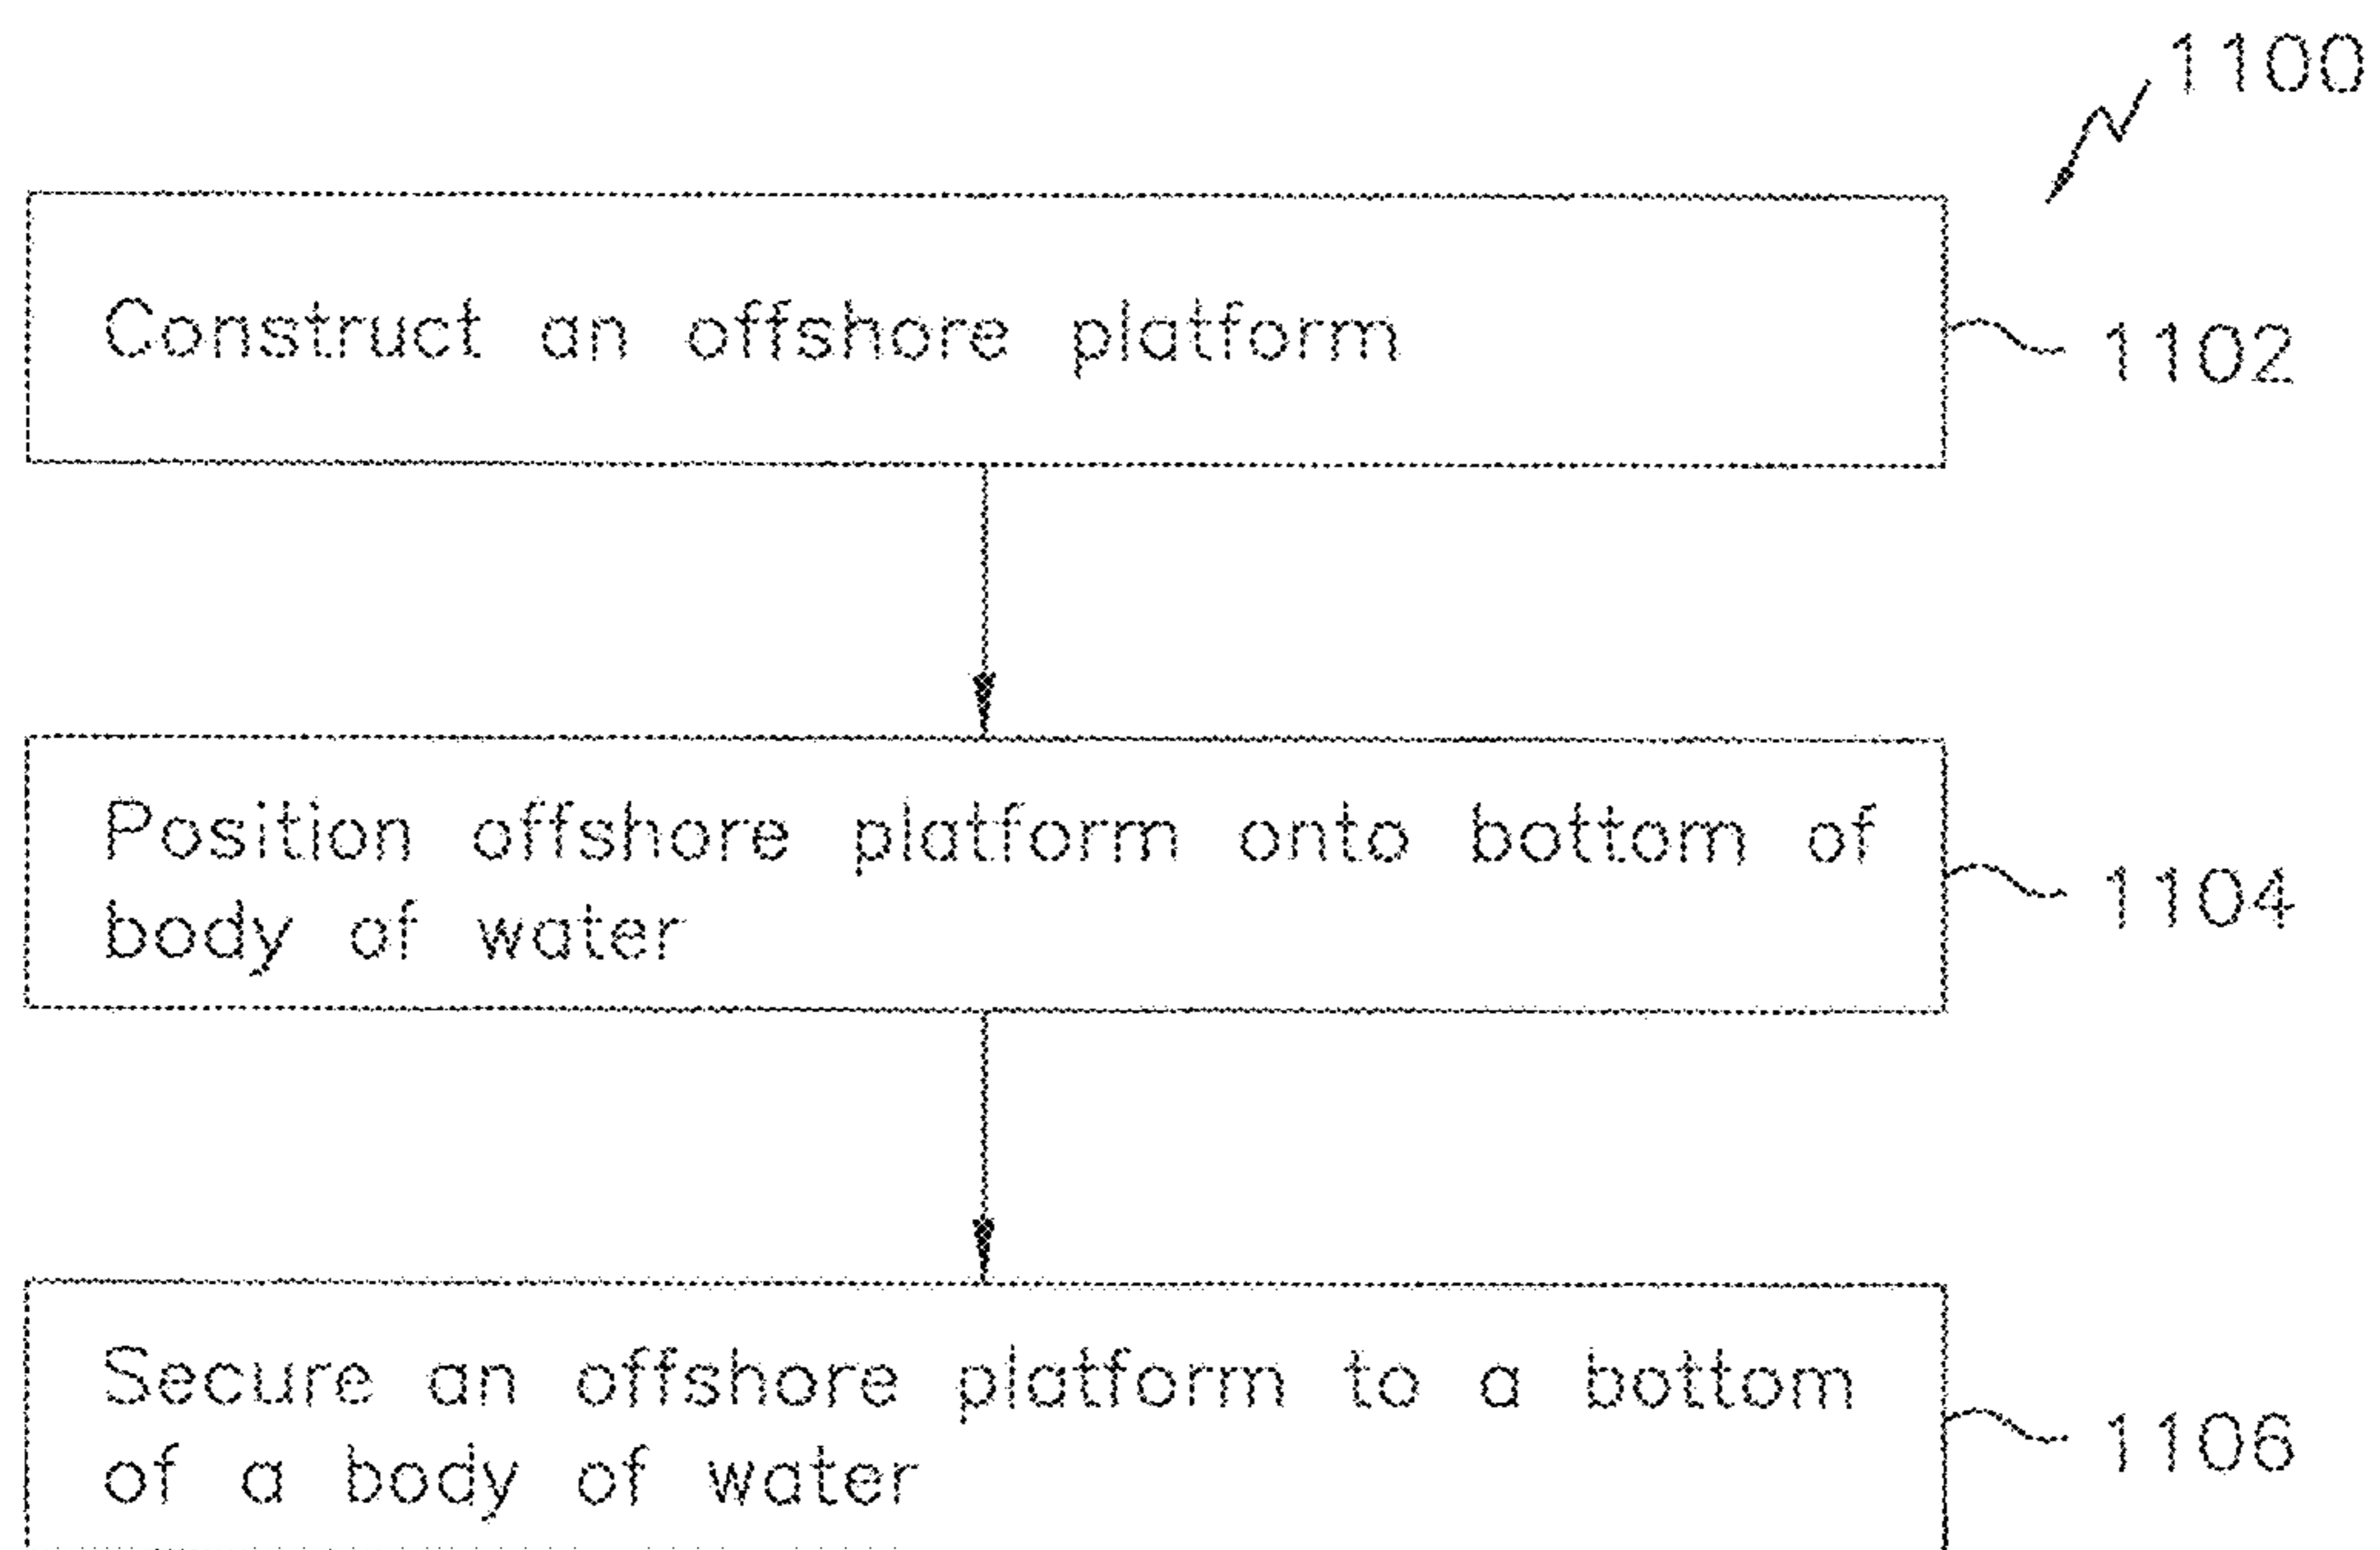 1100
Construct an offshore platform
1102
Position offshore platform onto bottom of
body of water
1104
Secure an offshore platform to a bottom
of a body of water
1106